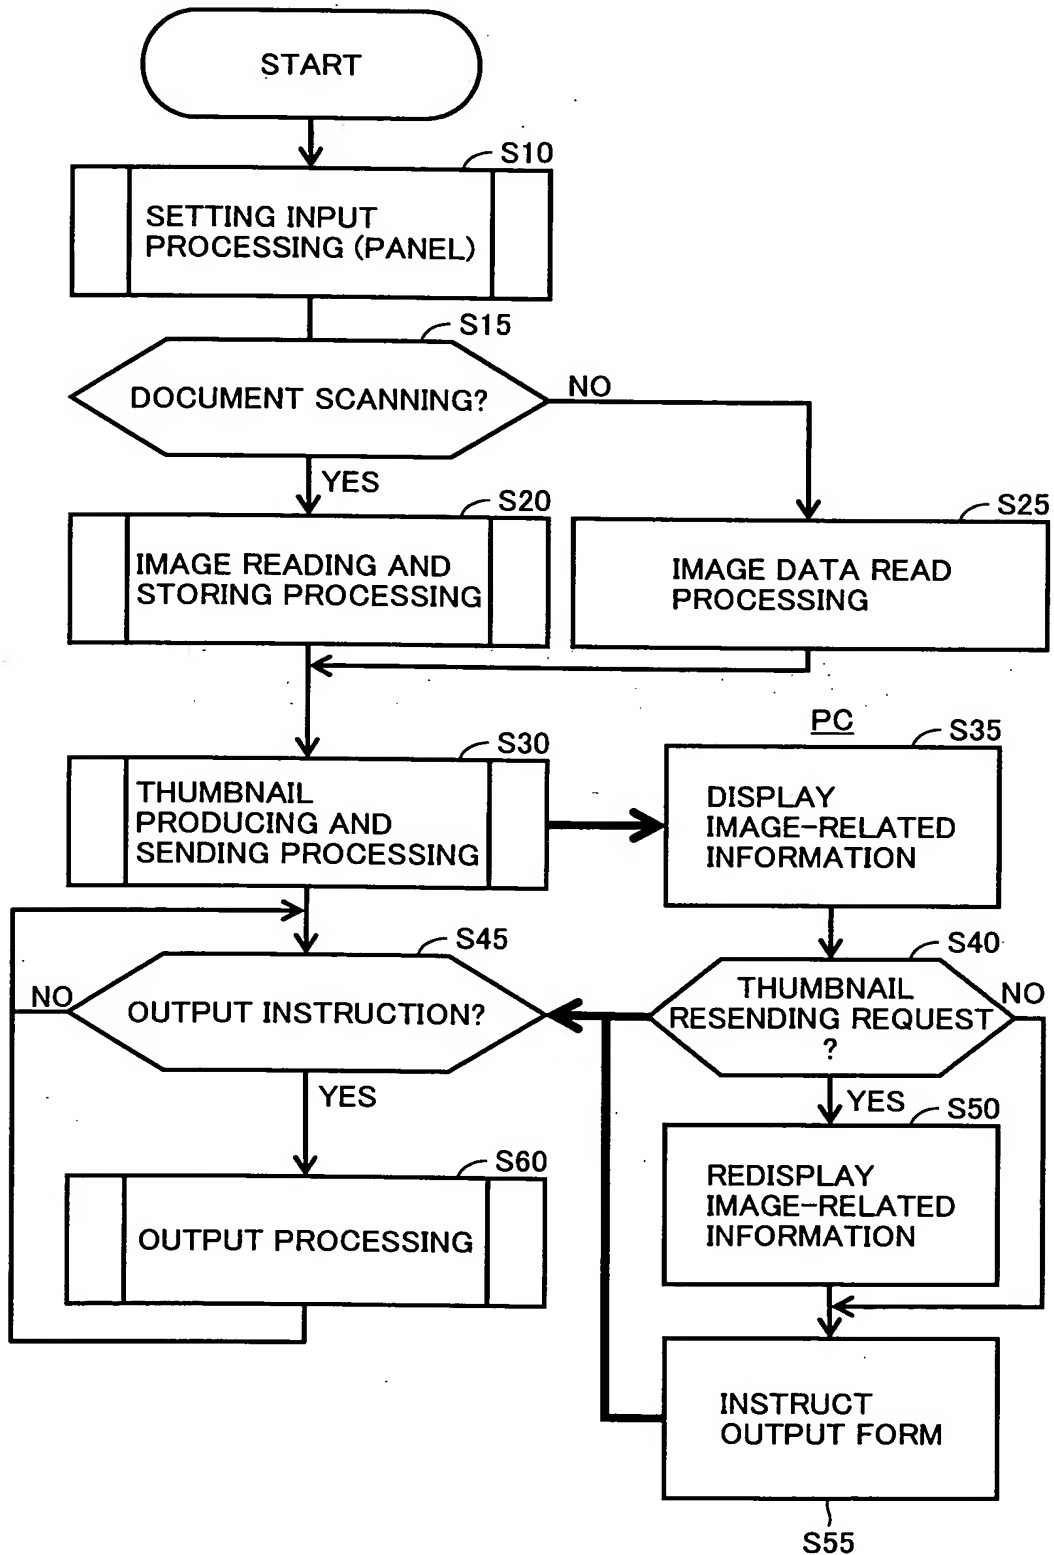 START
S10
SETTING INPUT
PROCESSING (PANEL)
S15
DOCUMENT SCANNING?
NO
YES
S20
IMAGE READING AND
STORING PROCESSING
S25
IMAGE DATA READ
PROCESSING
PC
S30
THUMBNAIL
PRODUCING AND
SENDING PROCESSING
S35
DISPLAY
IMAGE-RELATED
INFORMATION
S45
OUTPUT INSTRUCTION?
NO
YES
S40
THUMBNAIL
RESENDING REQUEST
?
NO
YES
S50
REDISPLAY
IMAGE-RELATED
INFORMATION
S60
OUTPUT PROCESSING
INSTRUCT
OUTPUT FORM
S55